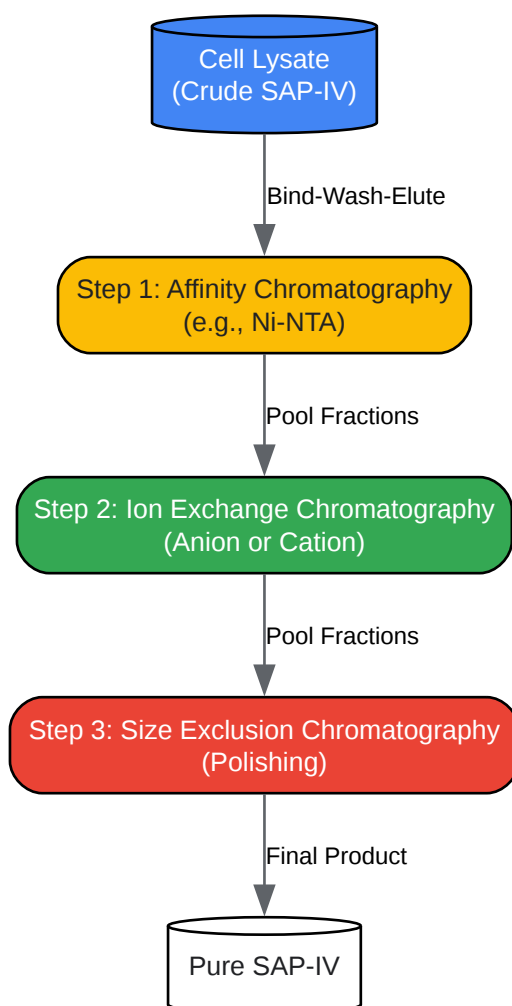 Cell Lysate
(Crude SAP-IV)
Bind-Wash-Elute
Step 1: Affinity Chromatography
(e.g., Ni-NTA)
Pool Fractions
Step 2: Ion Exchange Chromatography
(Anion or Cation)
Pool Fractions
Step 3: Size Exclusion Chromatography
(Polishing)
Final Product
Pure SAP-IV